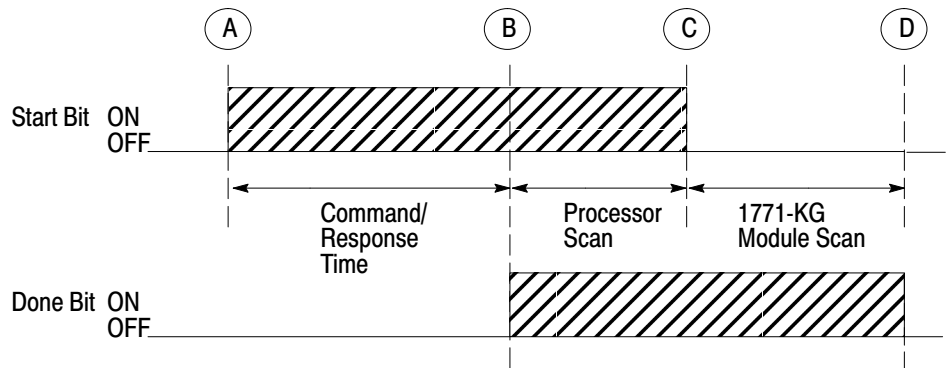 A B C D
Start Bit ON
OFF
Command/
Response
Time
Processor
Scan
1771-KG
Module Scan
Done Bit ON
OFF